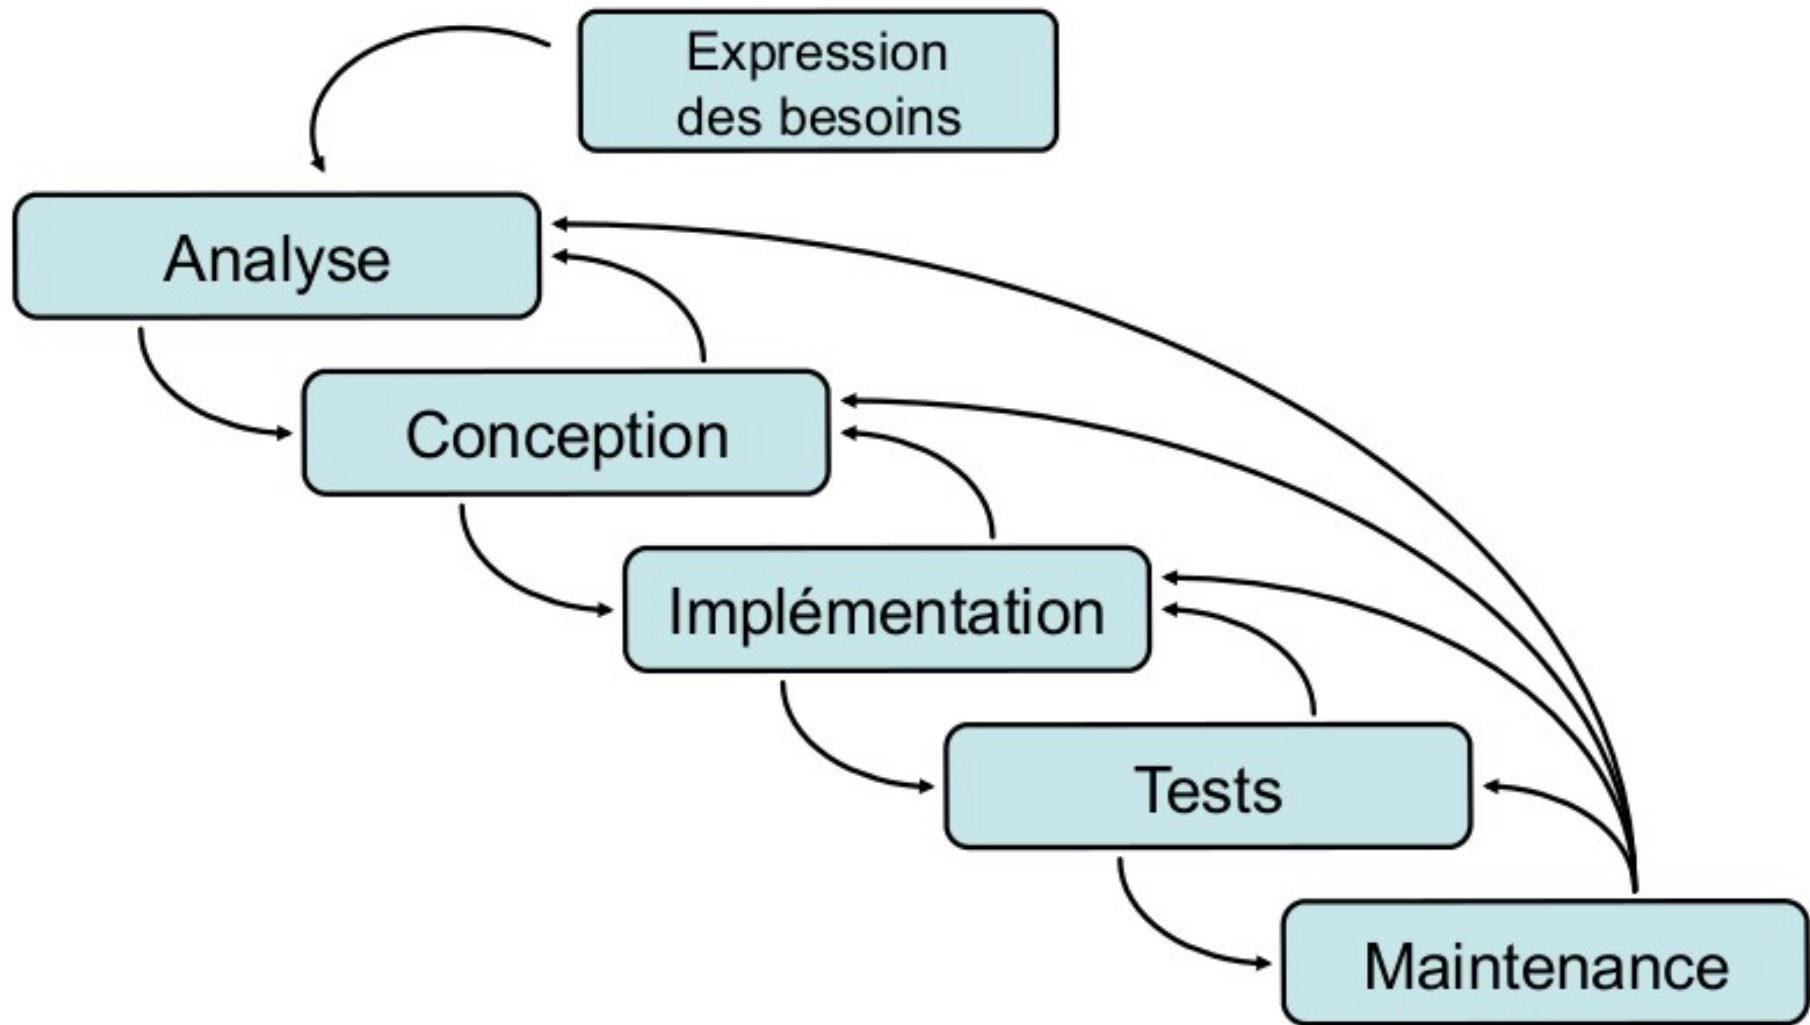 Expression
des besoins
Analyse
Conception
Implémentation
Tests
Maintenance